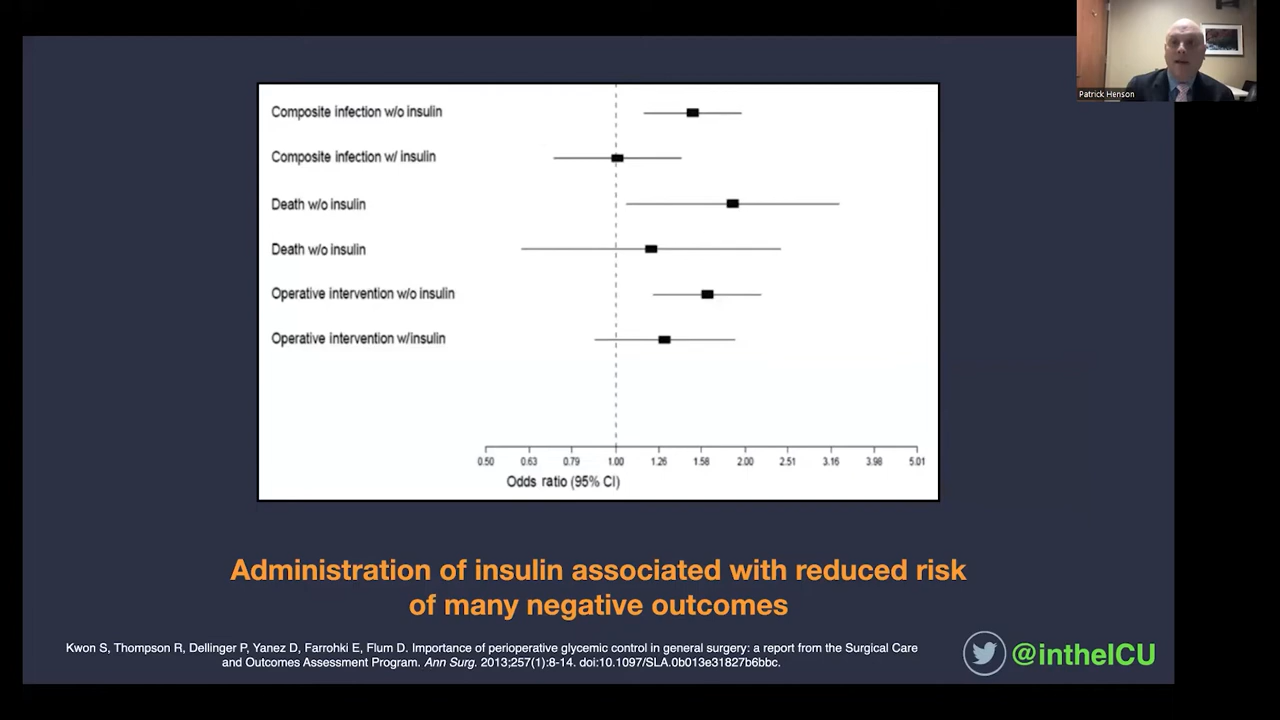 Patrick Henson
Composite infection w/o insulin
Composite infection w/ insulin
Death w/o insulin
Death w/o insulin
Operative intervention w/o insulin
Operative intervention w/insulin
0.50 0.63 0.79 1.00 1.26 1.58 2.00 2.51 3.16 3.98 5.01
Odds ratio (95% CI)
Administration of insulin associated with reduced risk
of many negative outcomes
Kwon S, Thompson R, Dellinger P, Yanez D, Farrohki E, Flum D. Importance of perioperative glycemic control in general surgery: a report from the Surgical Care
and Outcomes Assessment Program. Ann Surg. 2013;257(1):8-14. doi:10.1097/SLA.0b013e31827b6bbc.
@intheICU